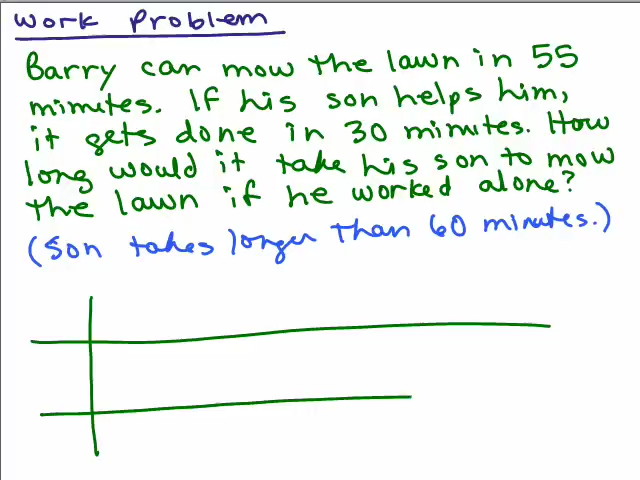 Work Problem
Barry can mow the lawn in 55
minutes. If his son helps him,
it gets done in 30 minutes. How
long would it take his son to mow
the lawn if he worked alone?
(Son takes longer than 60 minutes.)